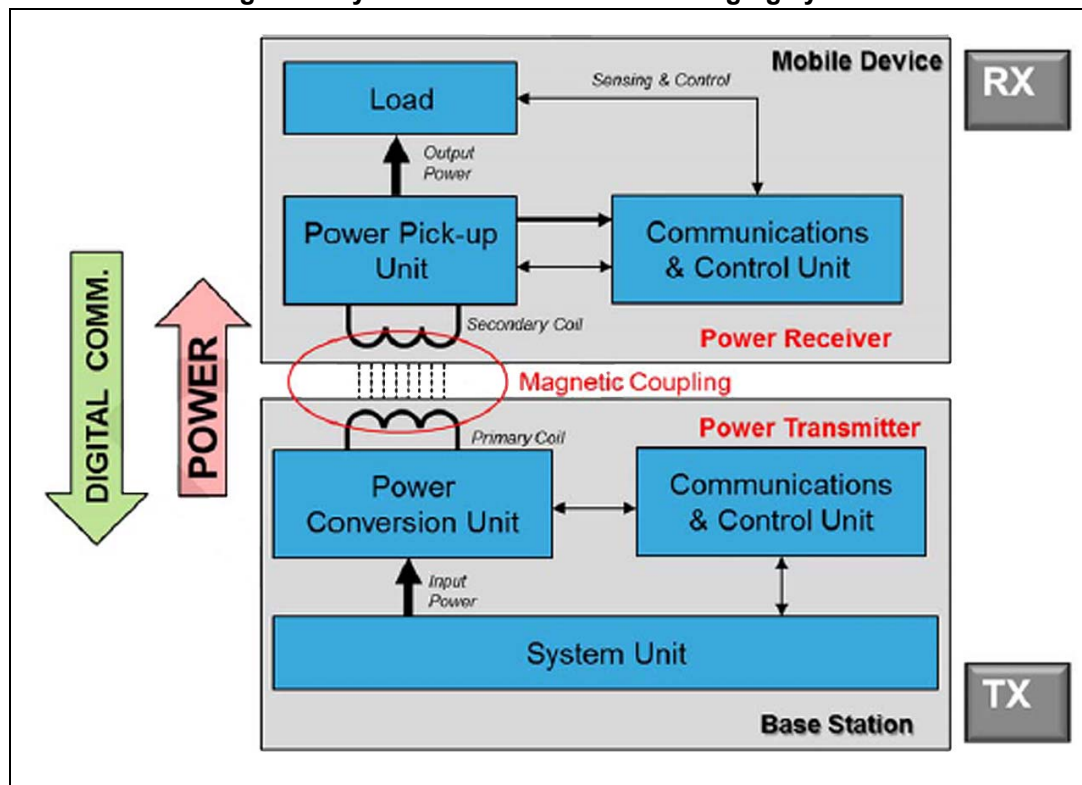 Mobile Device
RX
Load
Sensing & Control
Output
Power
Power Pick-up
Unit
Communications
& Control Unit
Secondary Coil
Power Receiver
DIGITAL COMM.
POWER
Magnetic Coupling
Primary Coil
Power Transmitter
Power
Conversion Unit
Communications
& Control Unit
Input
Power
System Unit
TX
Base Station